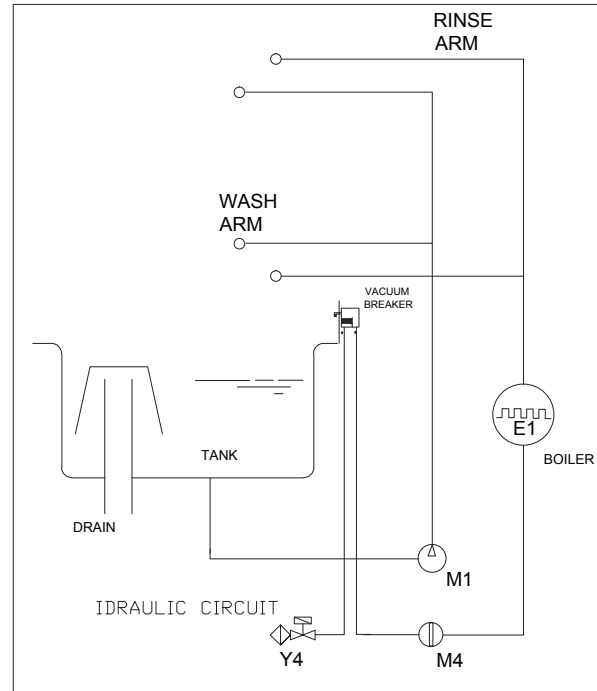 RINSE
ARM
WASH
ARM
VACUUM
BREAKER
E1
BOILER
TANK
DRAIN
M1
IDRAULIC CIRCUIT
Y4
M4